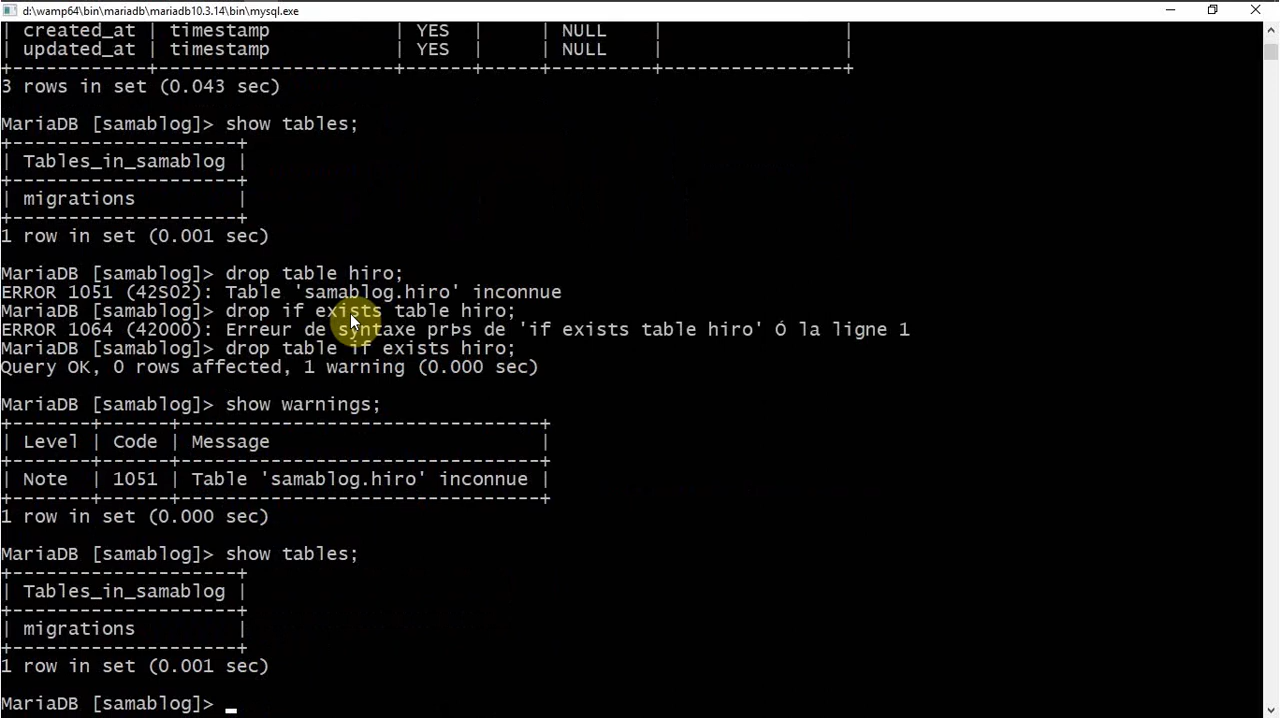 d:\wamp64\bin\mariadb\mariadb10.3.14\bin\mysql.exe
| created_at | timestamp           | YES  |     | NULL    |                |
| updated_at | timestamp           | YES  |     | NULL    |                |
+------------+---------------------+------+-----+---------+----------------+
3 rows in set (0.043 sec)
MariaDB [samablog]> show tables;
+--------------------+
| Tables_in_samablog |
+--------------------+
| migrations         |
+--------------------+
1 row in set (0.001 sec)
MariaDB [samablog]> drop table hiro;
ERROR 1051 (42S02): Table 'samablog.hiro' inconnue
MariaDB [samablog]> drop if exists table hiro;
ERROR 1064 (42000): Erreur de syntaxe prÞs de 'if exists table hiro' Ó la ligne 1
MariaDB [samablog]> drop table if exists hiro;
Query OK, 0 rows affected, 1 warning (0.000 sec)
MariaDB [samablog]> show warnings;
+-------+------+-------------------------------+
| Level | Code | Message                       |
+-------+------+-------------------------------+
| Note  | 1051 | Table 'samablog.hiro' inconnue |
+-------+------+-------------------------------+
1 row in set (0.000 sec)
MariaDB [samablog]> show tables;
+--------------------+
| Tables_in_samablog |
+--------------------+
| migrations         |
+--------------------+
1 row in set (0.001 sec)
MariaDB [samablog]> _